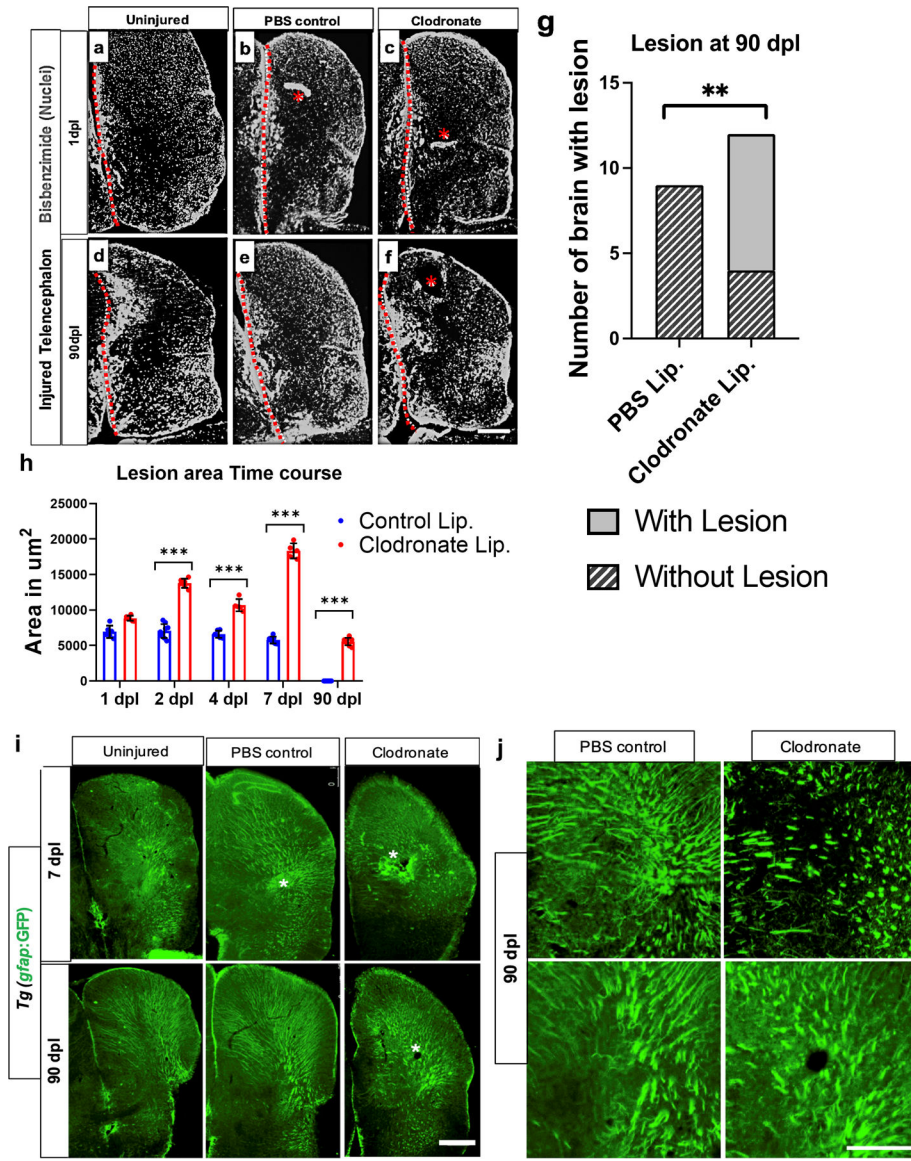 Uninjured
PBS control
Clodronate
Bisbenzimide (Nuclei)
1dpl
a
b
*
c
*
Injured Telencephalon
90dpl
d
e
f
*
g
Lesion at 90 dpl
Number of brain with lesion
15
10
5
0
**
PBS Lip.
Clodronate Lip.
With Lesion
Without Lesion
h
Lesion area Time course
Area in um2
25000
20000
15000
10000
5000
0
***
***
***
***
Control Lip.
Clodronate Lip.
1 dpl
2 dpl
4 dpl
7 dpl
90 dpl
i
Uninjured
PBS control
Clodronate
Tg (gfap:GFP)
7 dpl
*
*
90 dpl
*
j
PBS control
Clodronate
90 dpl